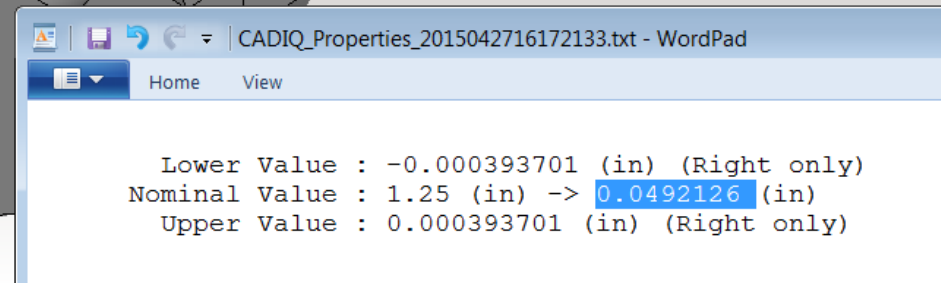 CADIQ_Properties_2015042716172133.txt - WordPad
Home View
Lower Value : -0.000393701 (in) (Right only)
Nominal Value : 1.25 (in) -> 0.0492126 (in)
Upper Value : 0.000393701 (in) (Right only)